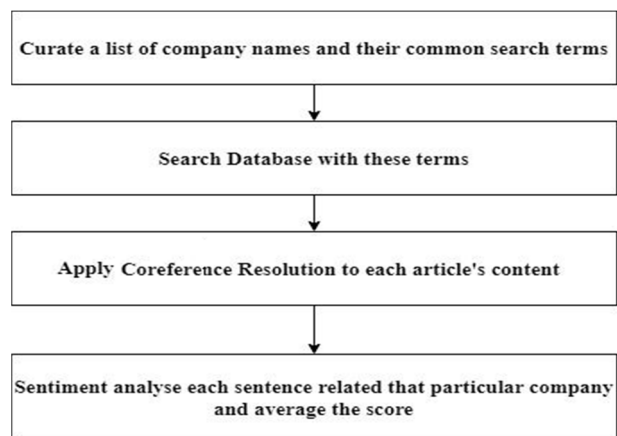 Curate a list of company names and their common search terms
Search Database with these terms
Apply Coreference Resolution to each article's content
Sentiment analyse each sentence related that particular company
and average the score